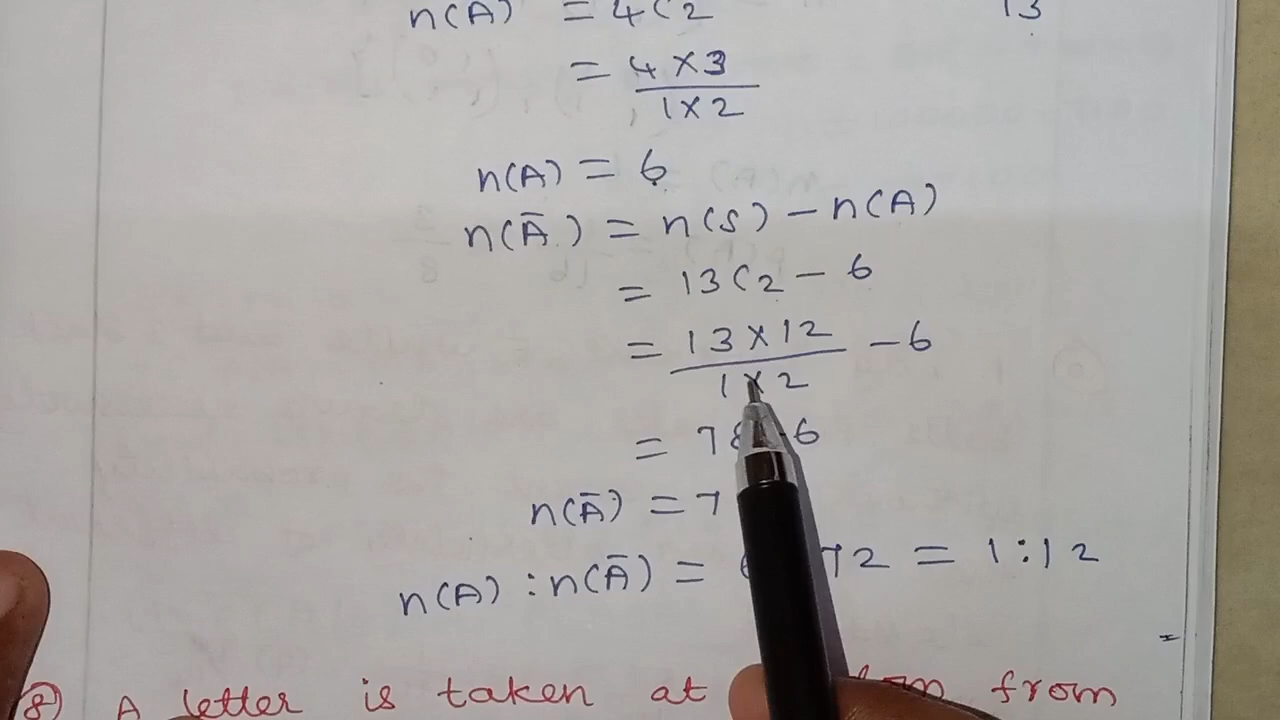 n(A) = 4C2 13
= 4×3
1×2
n(A) = 6
n(Ā) = n(S) - n(A)
= 13C2 - 6
= 13×12 - 6
1×2
= 78-6
n(Ā) = 7
n(A) : n(Ā) = 72 = 1:12
=
8) A letter is taken at from